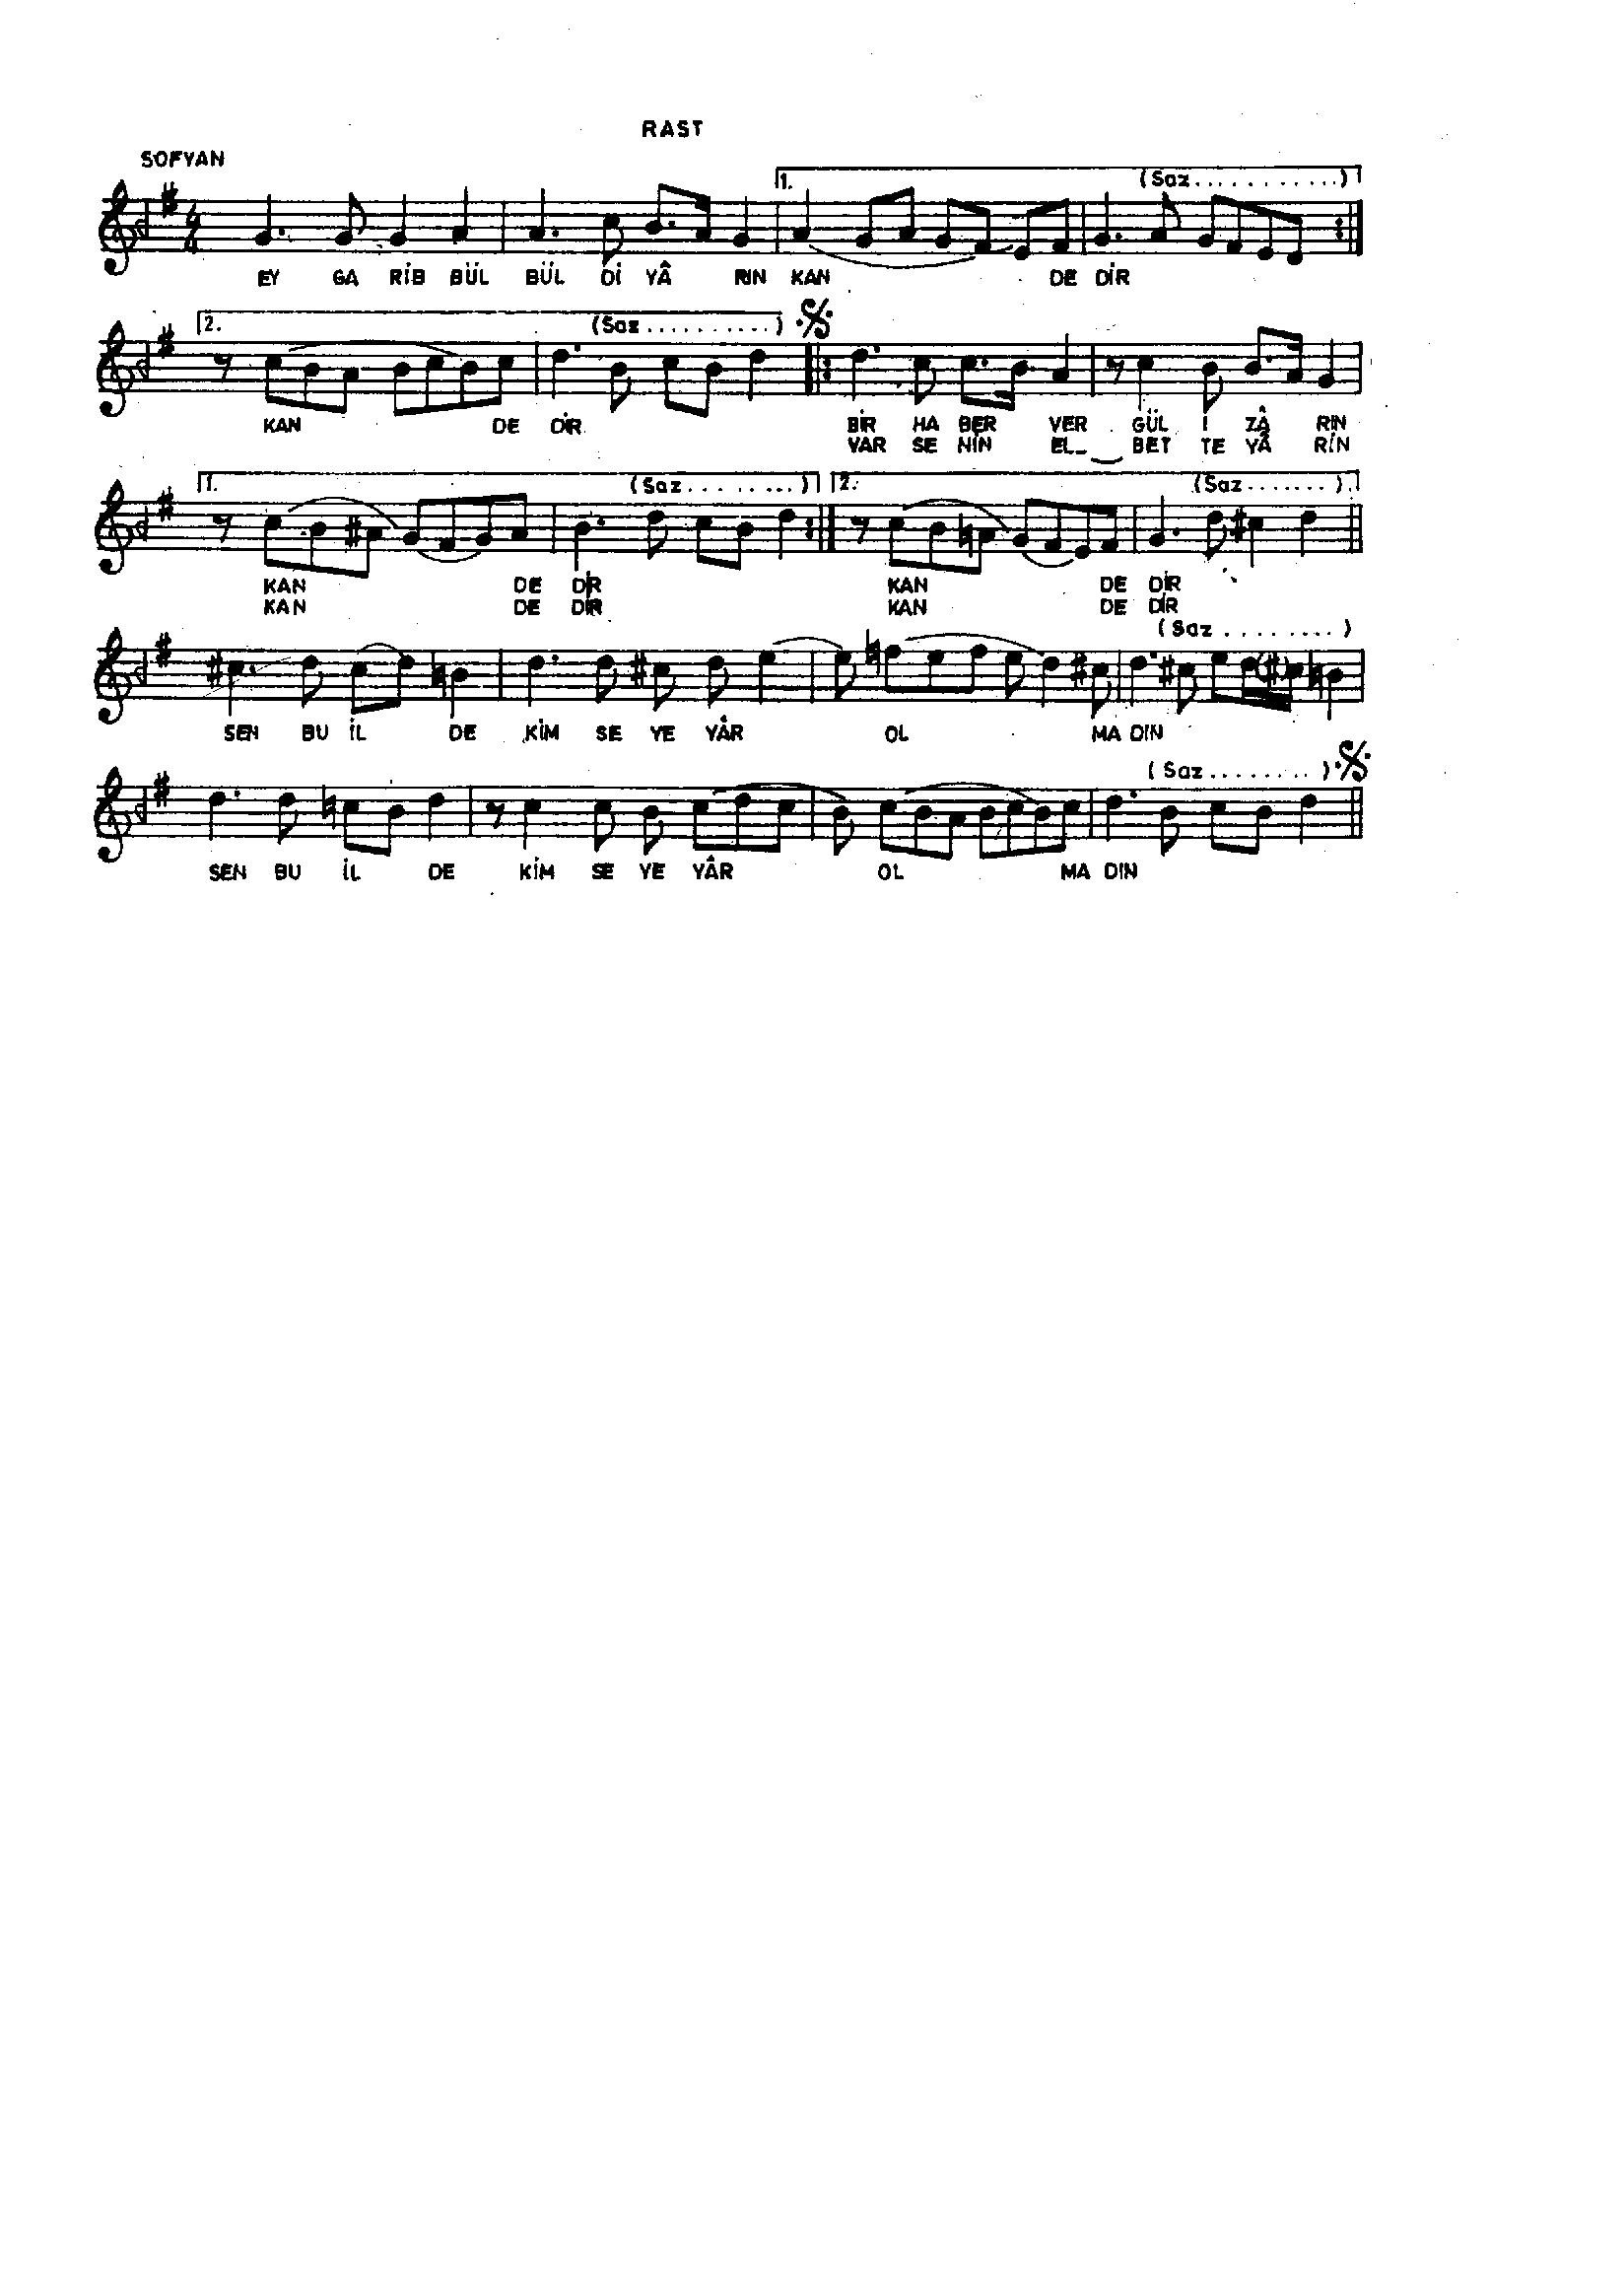 RAST
SOFYAN
4
4
1. (Saz............)
EY GA RİB BÜL BÜL Dİ YÂ RIN KAN DE DİR
2. (Saz..........)
KAN DE DİR BİR HA BER VER GÜL İ ZÂ RIN
VAR SE NİN EL BET TE YÂ RİN
1. (Saz.........) 2. (Saz.......)
KAN DE DİR KAN DE DİR
KAN DE DİR KAN DE DİR
(Saz.........)
SEN BU İL DE KİM SE YE YÂR OL MA DIN
(Saz........)
SEN BU İL DE KİM SE YE YÂR OL MA DIN